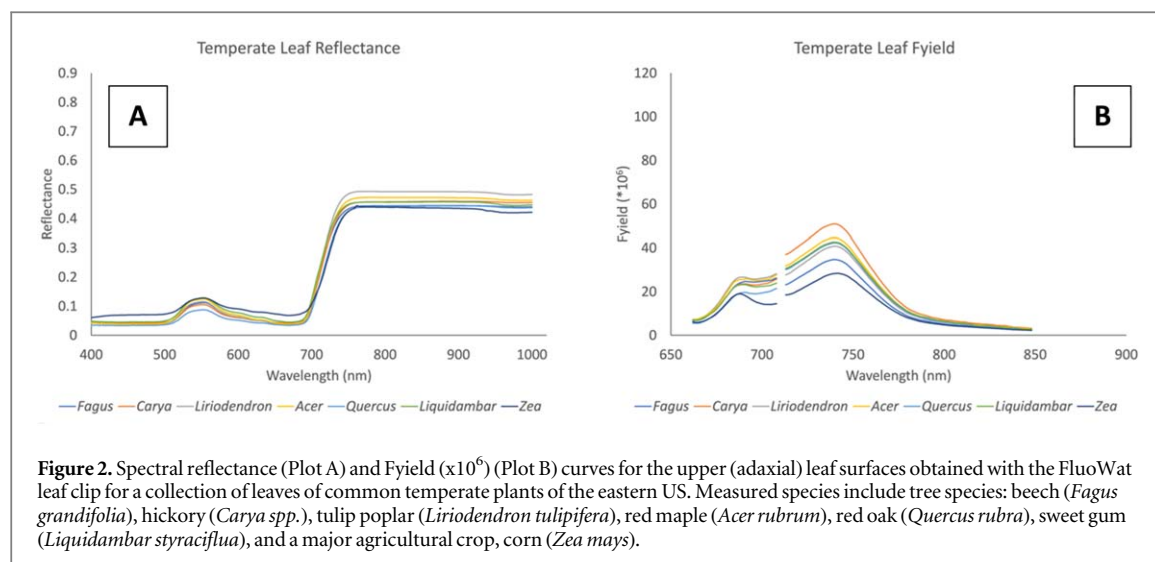 Temperate Leaf Reflectance
A
0.9
0.8
0.7
0.6
0.5
0.4
0.3
0.2
0.1
0
Reflectance
400 500 600 700 800 900 1000
Wavelength (nm)
Fagus Carya Liriodendron Acer Quercus Liquidambar Zea
Temperate Leaf Fyield
B
120
100
80
60
40
20
0
Fyield (*10⁶)
650 700 750 800 850 900
Wavelength (nm)
Fagus Carya Liriodendron Acer Quercus Liquidambar Zea
Figure 2. Spectral reflectance (Plot A) and Fyield (x10⁶) (Plot B) curves for the upper (adaxial) leaf surfaces obtained with the FluoWat
leaf clip for a collection of leaves of common temperate plants of the eastern US. Measured species include tree species: beech (Fagus
grandifolia), hickory (Carya spp.), tulip poplar (Liriodendron tulipifera), red maple (Acer rubrum), red oak (Quercus rubra), sweet gum
(Liquidambar styraciflua), and a major agricultural crop, corn (Zea mays).